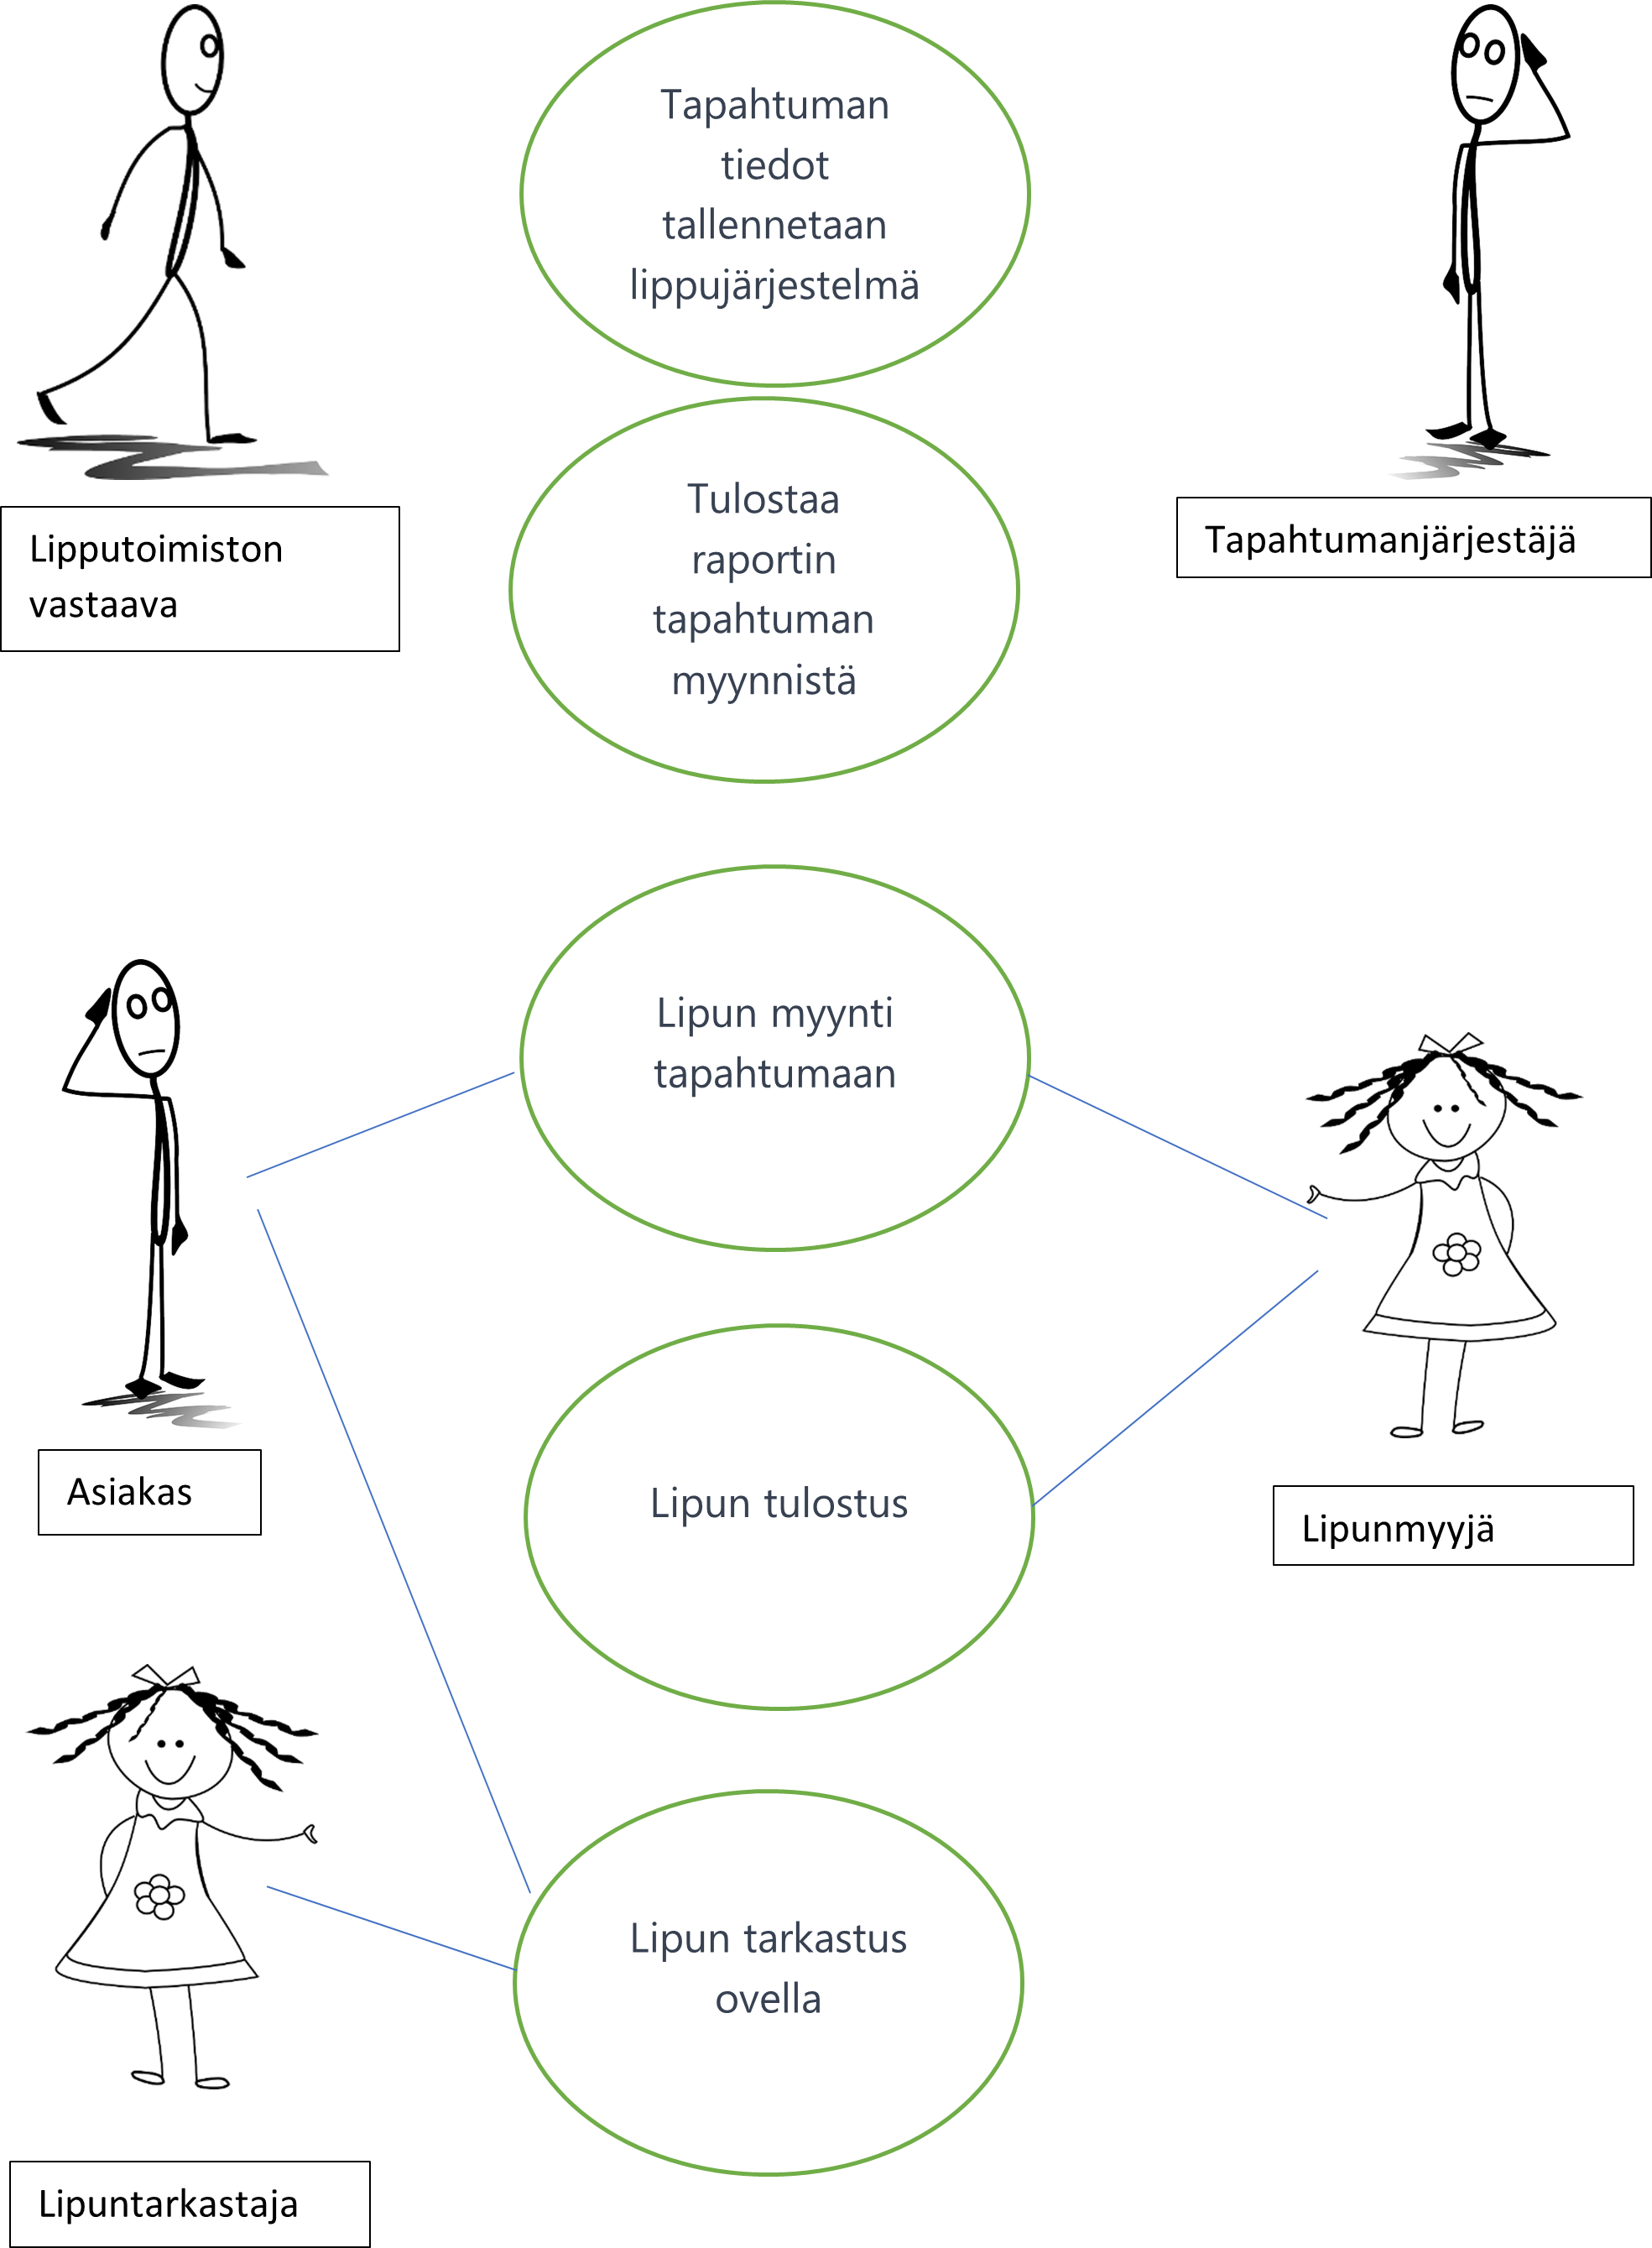 Tapahtuman
tiedot
tallennetaan
lippujärjestelmä
Tulostaa
raportin
tapahtuman
myynnistä
Lipputoimiston
vastaava
Tapahtumanjärjestäjä
Lipun myynti
tapahtumaan
Asiakas
Lipun tulostus
Lipunmyyjä
Lipun tarkastus
ovella
Lipuntarkastaja